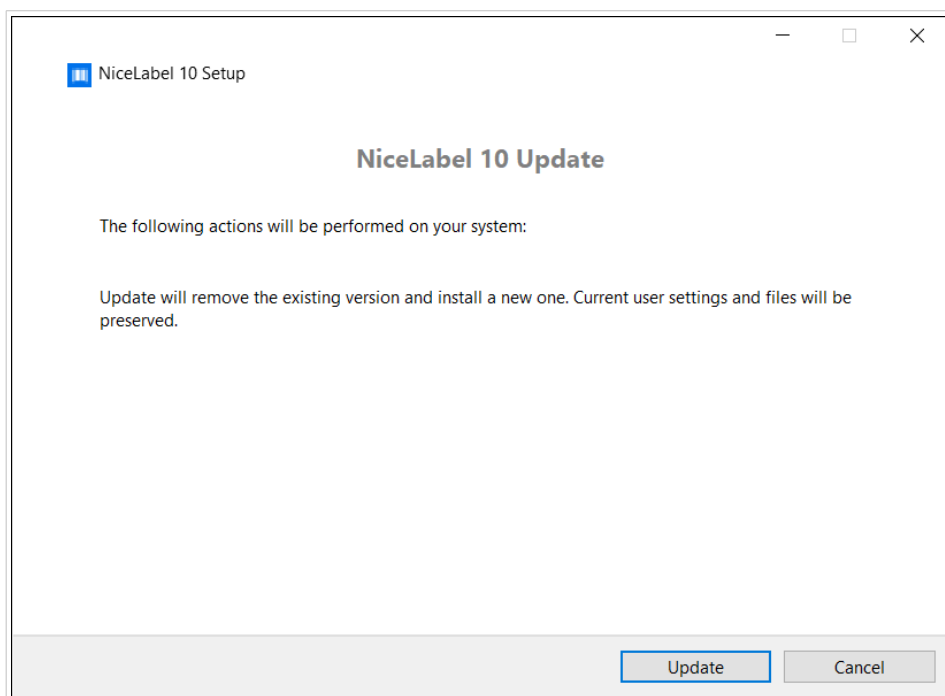 NiceLabel 10 Setup
NiceLabel 10 Update
The following actions will be performed on your system:
Update will remove the existing version and install a new one. Current user settings and files will be
preserved.
Update
Cancel